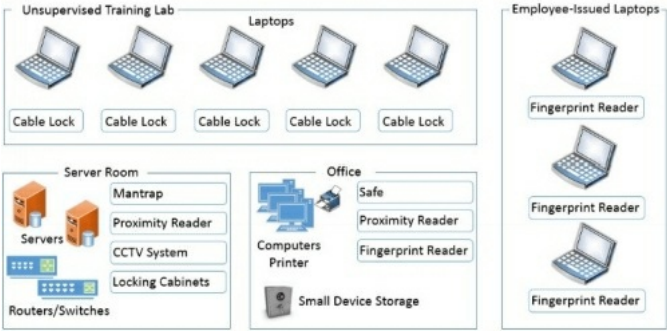 Unsupervised Training Lab
Laptops
Cable Lock
Cable Lock
Cable Lock
Cable Lock
Cable Lock
Employee-Issued Laptops
Fingerprint Reader
Fingerprint Reader
Fingerprint Reader
Server Room
Servers
Routers/Switches
Mantrap
Proximity Reader
CCTV System
Locking Cabinets
Office
Computers
Printer
Safe
Proximity Reader
Fingerprint Reader
Small Device Storage